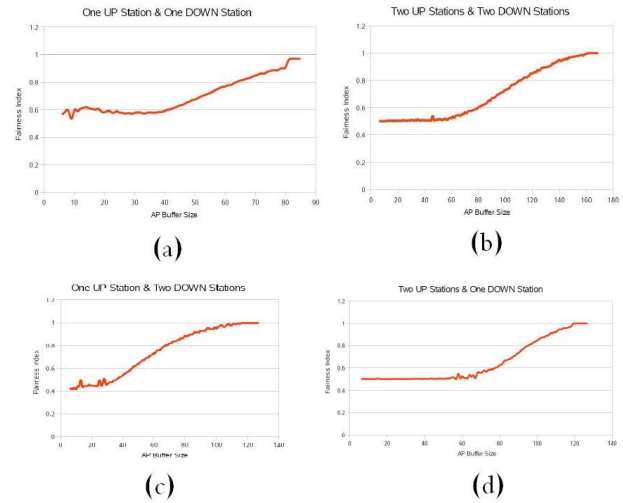 One UP Station & One DOWN Station
1.2
1
0.8
0.6
0.4
0.2
0
Fairness Index
0 10 20 30 40 50 60 70 80 90
AP Buffer Size
(a)
Two UP Stations & Two DOWN Stations
1.2
1
0.8
0.6
0.4
0.2
0
Fairness Index
0 20 40 60 80 100 120 140 160 180
AP Buffer Size
(b)
One UP Station & Two DOWN Stations
1.2
1
0.8
0.6
0.4
0.2
0
Fairness Index
0 20 40 60 80 100 120 140
AP Buffer Size
(c)
Two UP Stations & One DOWN Station
1.2
1
0.8
0.6
0.4
0.2
0
Fairness Index
0 20 40 60 80 100 120 140
AP Buffer Size
(d)